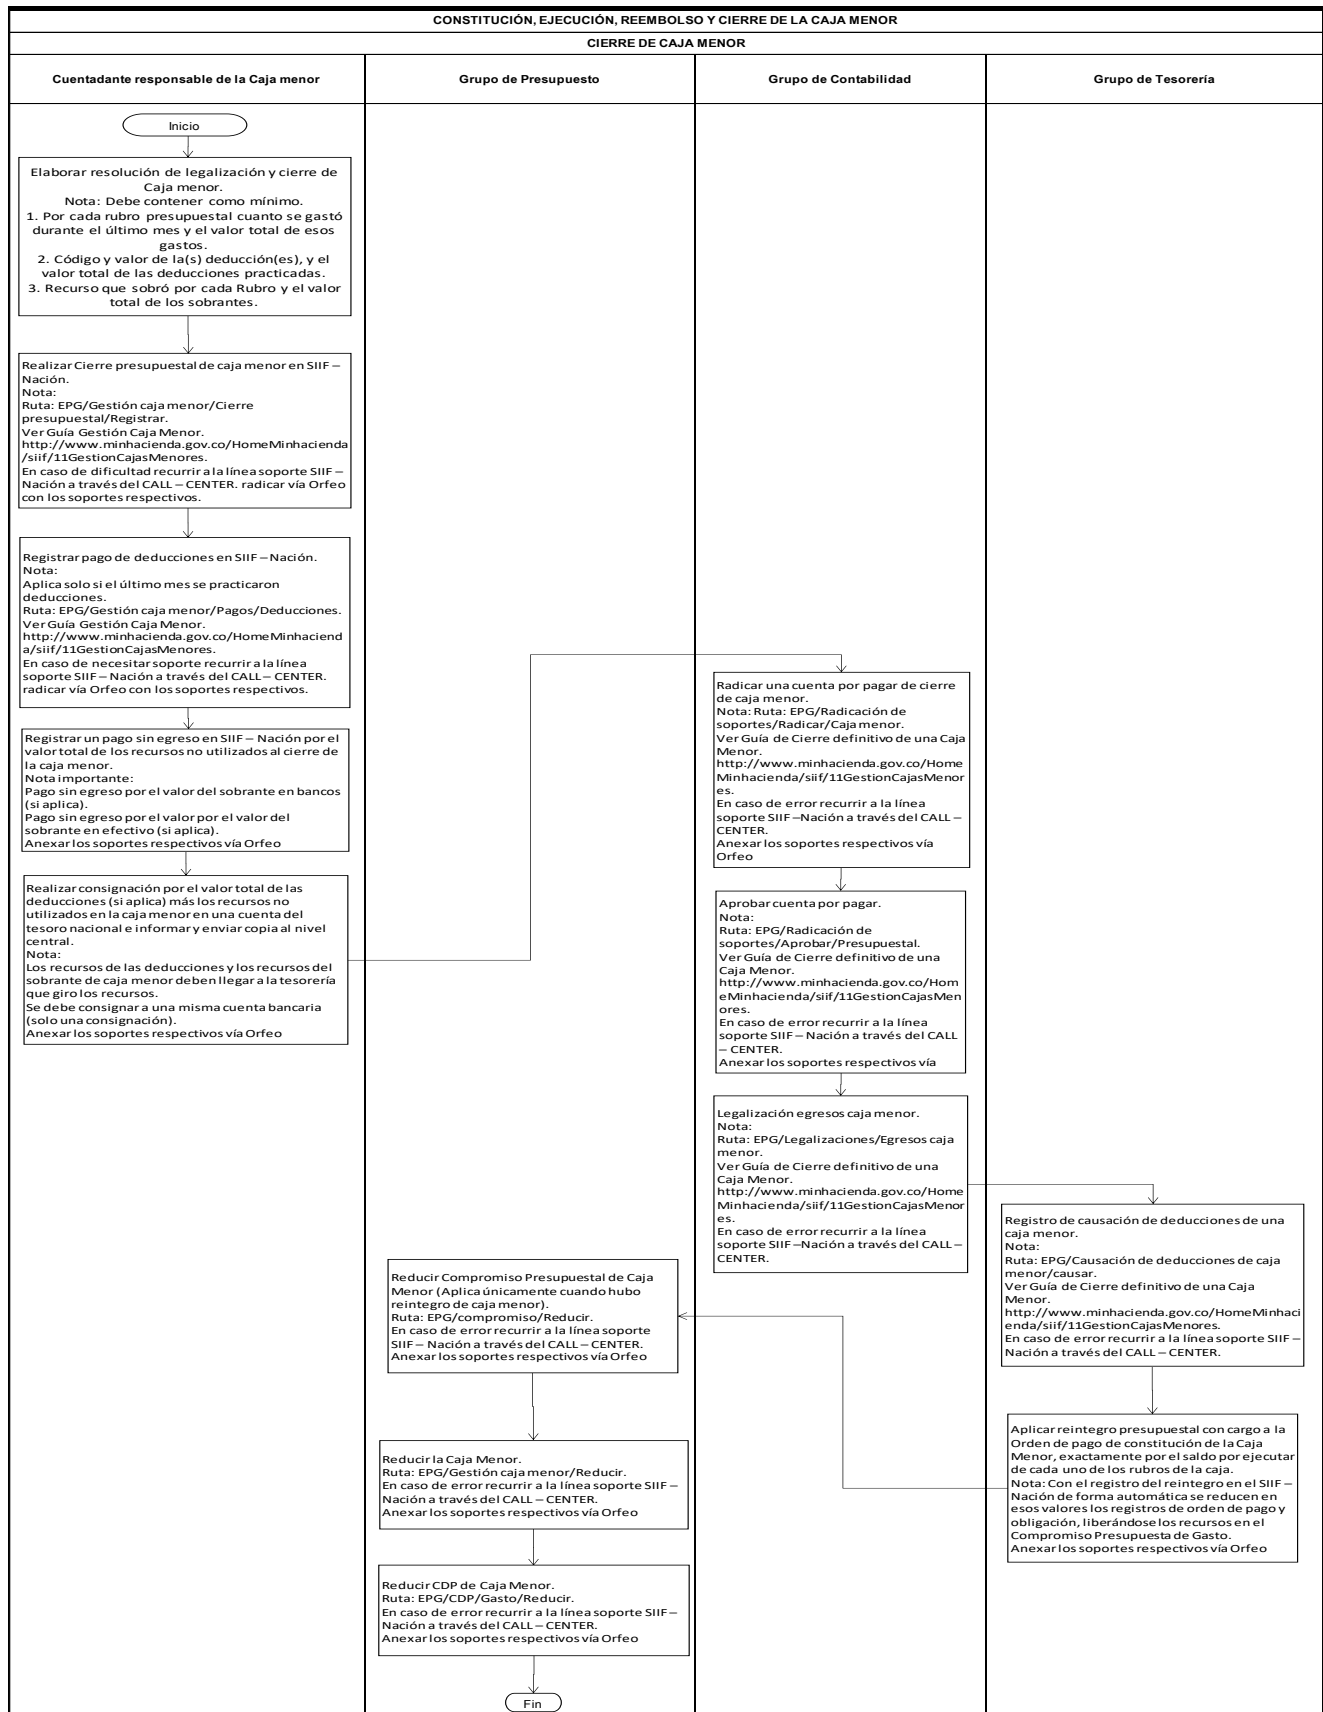 CONSTITUCIÓN, EJECUCIÓN, REEMBOLSO Y CIERRE DE LA CAJA MENOR
CIERRE DE CAJA MENOR
Cuentadante responsable de la Caja menor
Grupo de Presupuesto
Grupo de Contabilidad
Grupo de Tesorería
Inicio
Elaborar resolución de legalización y cierre de
Caja menor.
Nota: Debe contener como mínimo.
1. Por cada rubro presupuestal cuanto se gastó
durante el último mes y el valor total de esos
gastos.
2. Código y valor de la(s) deducción(es), y el
valor total de las deducciones practicadas.
3. Recurso que sobró por cada Rubro y el valor
total de los sobrantes.
Realizar Cierre presupuestal de caja menor en SIIF –
Nación.
Nota:
Ruta: EPG/Gestión caja menor/Cierre
presupuestal/Registrar.
Ver Guía Gestión Caja Menor.
http://www.minhacienda.gov.co/HomeMinhacienda
/siif/11GestionCajasMenores.
En caso de dificultad recurrir a la línea soporte SIIF –
Nación a través del CALL – CENTER. radicar vía Orfeo
con los soportes respectivos.
Registrar pago de deducciones en SIIF – Nación.
Nota:
Aplica solo si el último mes se practicaron
deducciones.
Ruta: EPG/Gestión caja menor/Pagos/Deducciones.
Ver Guía Gestión Caja Menor.
http://www.minhacienda.gov.co/HomeMinhaciend
a/siif/11GestionCajasMenores.
En caso de necesitar soporte recurrir a la línea
soporte SIIF – Nación a través del CALL – CENTER.
radicar vía Orfeo con los soportes respectivos.
Registrar un pago sin egreso en SIIF – Nación por el
valor total de los recursos no utilizados al cierre de
la caja menor.
Nota importante:
Pago sin egreso por el valor del sobrante en bancos
(si aplica).
Pago sin egreso por el valor por el valor del
sobrante en efectivo (si aplica).
Anexar los soportes respectivos vía Orfeo
Realizar consignación por el valor total de las
deducciones (si aplica) más los recursos no
utilizados en la caja menor en una cuenta del
tesoro nacional e informar y enviar copia al nivel
central.
Nota:
Los recursos de las deducciones y los recursos del
sobrante de caja menor deben llegar a la tesorería
que giro los recursos.
Se debe consignar a una misma cuenta bancaria
(solo una consignación).
Anexar los soportes respectivos vía Orfeo
Radicar una cuenta por pagar de cierre
de caja menor.
Nota: Ruta: EPG/Radicación de
soportes/Radicar/Caja menor.
Ver Guía de Cierre definitivo de una Caja
Menor.
http://www.minhacienda.gov.co/Home
Minhacienda/siif/11GestionCajasMenor
es.
En caso de error recurrir a la línea
soporte SIIF –Nación a través del CALL –
CENTER.
Anexar los soportes respectivos vía
Orfeo
Aprobar cuenta por pagar.
Nota:
Ruta: EPG/Radicación de
soportes/Aprobar/Presupuestal.
Ver Guía de Cierre definitivo de una
Caja Menor.
http://www.minhacienda.gov.co/Hom
eMinhacienda/siif/11GestionCajasMen
ores.
En caso de error recurrir a la línea
soporte SIIF – Nación a través del CALL
– CENTER.
Anexar los soportes respectivos vía
Legalización egresos caja menor.
Nota:
Ruta: EPG/Legalizaciones/Egresos caja
menor.
Ver Guía de Cierre definitivo de una
Caja Menor.
http://www.minhacienda.gov.co/Home
Minhacienda/siif/11GestionCajasMenor
es.
En caso de error recurrir a la línea
soporte SIIF –Nación a través del CALL –
CENTER.
Registro de causación de deducciones de una
caja menor.
Nota:
Ruta: EPG/Causación de deducciones de caja
menor/causar.
Ver Guía de Cierre definitivo de una Caja
Menor.
http://www.minhacienda.gov.co/HomeMinhaci
enda/siif/11GestionCajasMenores.
En caso de error recurrir a la línea soporte SIIF –
Nación a través del CALL – CENTER.
Aplicar reintegro presupuestal con cargo a la
Orden de pago de constitución de la Caja
Menor, exactamente por el saldo por ejecutar
de cada uno de los rubros de la caja.
Nota: Con el registro del reintegro en el SIIF –
Nación de forma automática se reducen en
esos valores los registros de orden de pago y
obligación, liberándose los recursos en el
Compromiso Presupuesta de Gasto.
Anexar los soportes respectivos vía Orfeo
Reducir Compromiso Presupuestal de Caja
Menor (Aplica únicamente cuando hubo
reintegro de caja menor).
Ruta: EPG/compromiso/Reducir.
En caso de error recurrir a la línea soporte
SIIF – Nación a través del CALL – CENTER.
Anexar los soportes respectivos vía Orfeo
Reducir la Caja Menor.
Ruta: EPG/Gestión caja menor/Reducir.
En caso de error recurrir a la línea soporte SIIF –
Nación a través del CALL – CENTER.
Anexar los soportes respectivos vía Orfeo
Reducir CDP de Caja Menor.
Ruta: EPG/CDP/Gasto/Reducir.
En caso de error recurrir a la línea soporte SIIF –
Nación a través del CALL – CENTER.
Anexar los soportes respectivos vía Orfeo
Fin